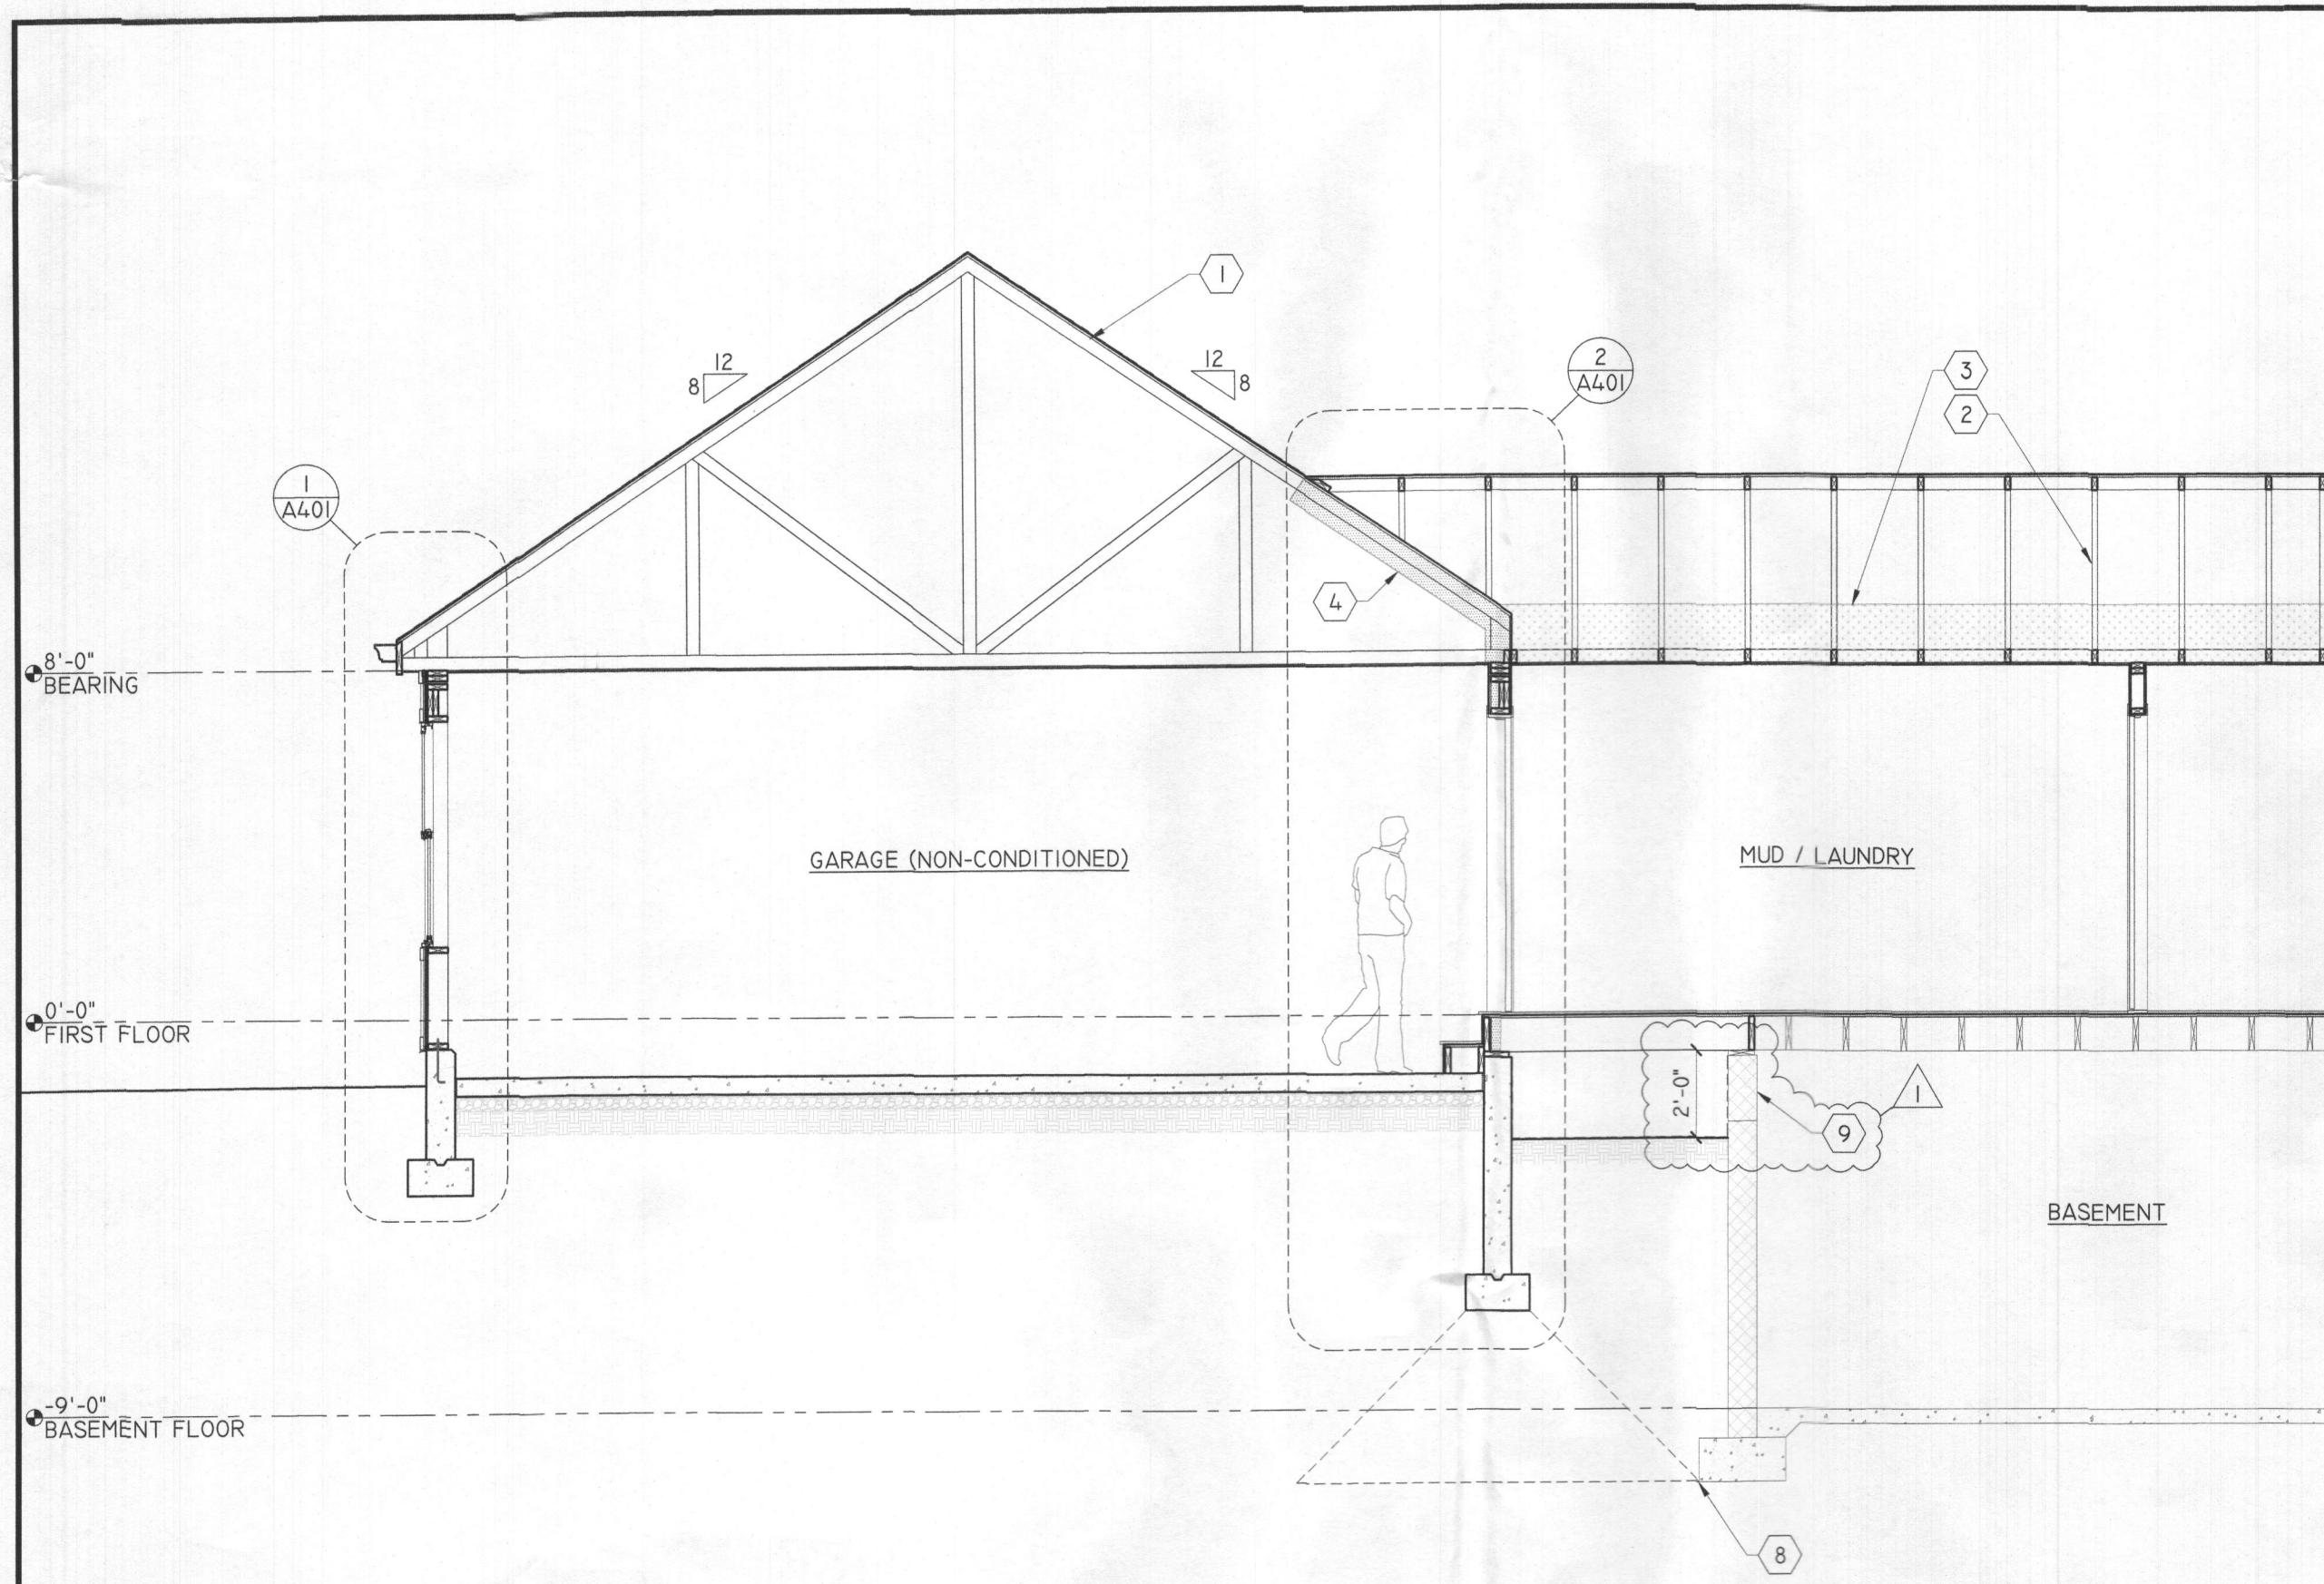 1
12
8
12
8
2
A401
3
2
1
A401
4
8'-0"
BEARING
GARAGE (NON-CONDITIONED)
MUD / LAUNDRY
0'-0"
FIRST FLOOR
2'-0"
1
9
BASEMENT
-9'-0"
BASEMENT FLOOR
8